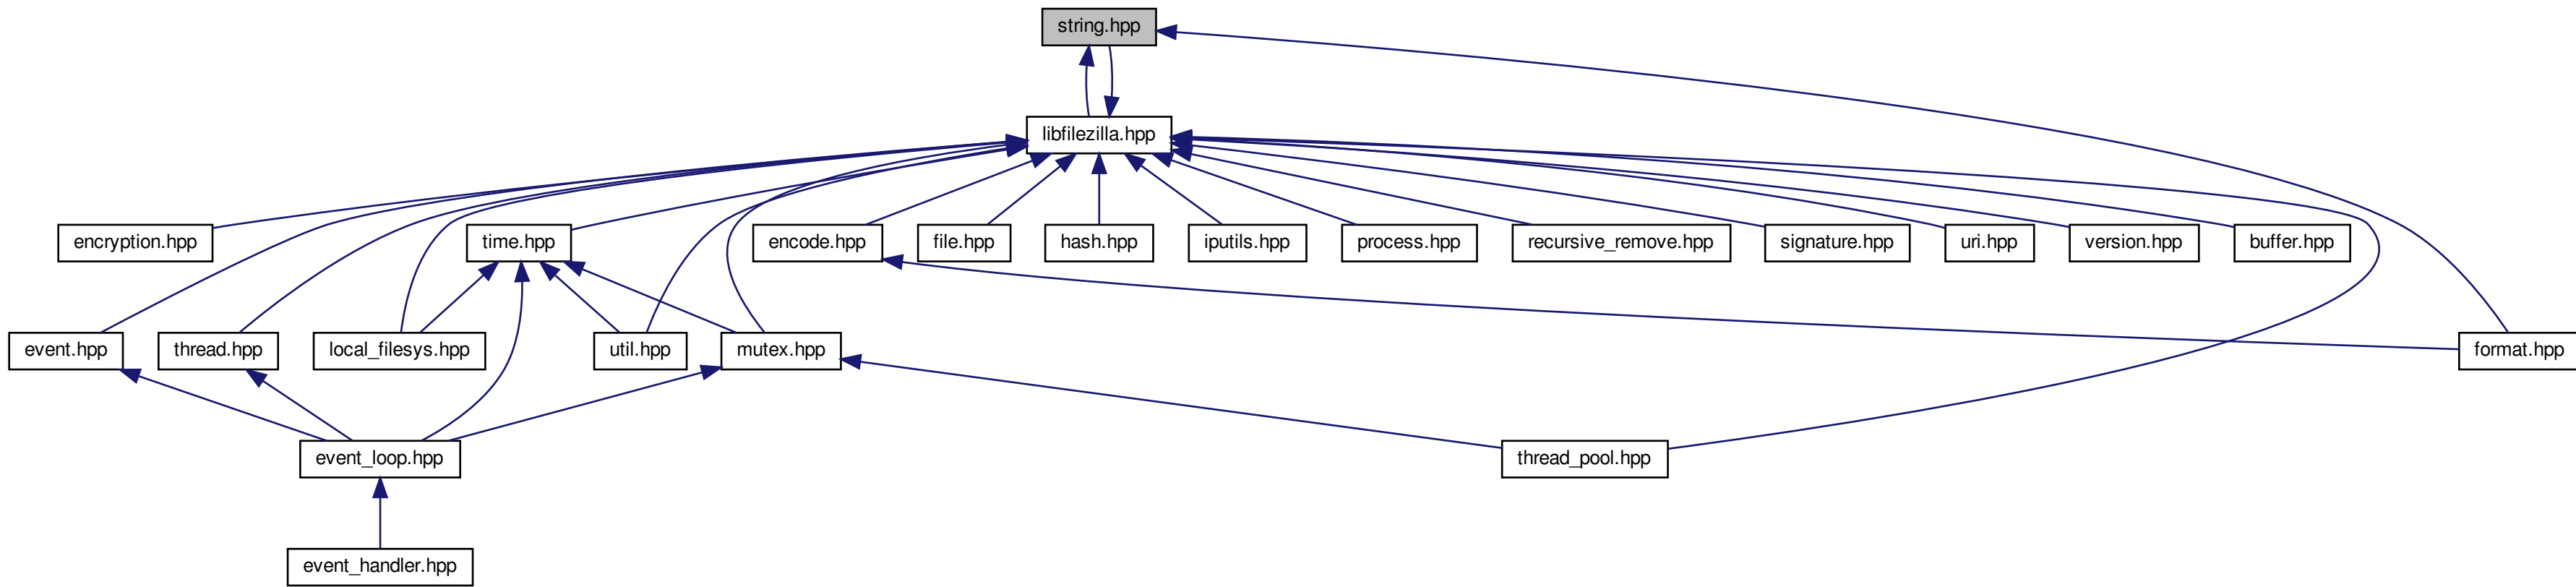 string.hpp
libfilezilla.hpp
encryption.hpp
time.hpp
encode.hpp
file.hpp
hash.hpp
iputils.hpp
process.hpp
recursive_remove.hpp
signature.hpp
uri.hpp
version.hpp
buffer.hpp
event.hpp
thread.hpp
local_filesys.hpp
util.hpp
mutex.hpp
format.hpp
event_loop.hpp
thread_pool.hpp
event_handler.hpp